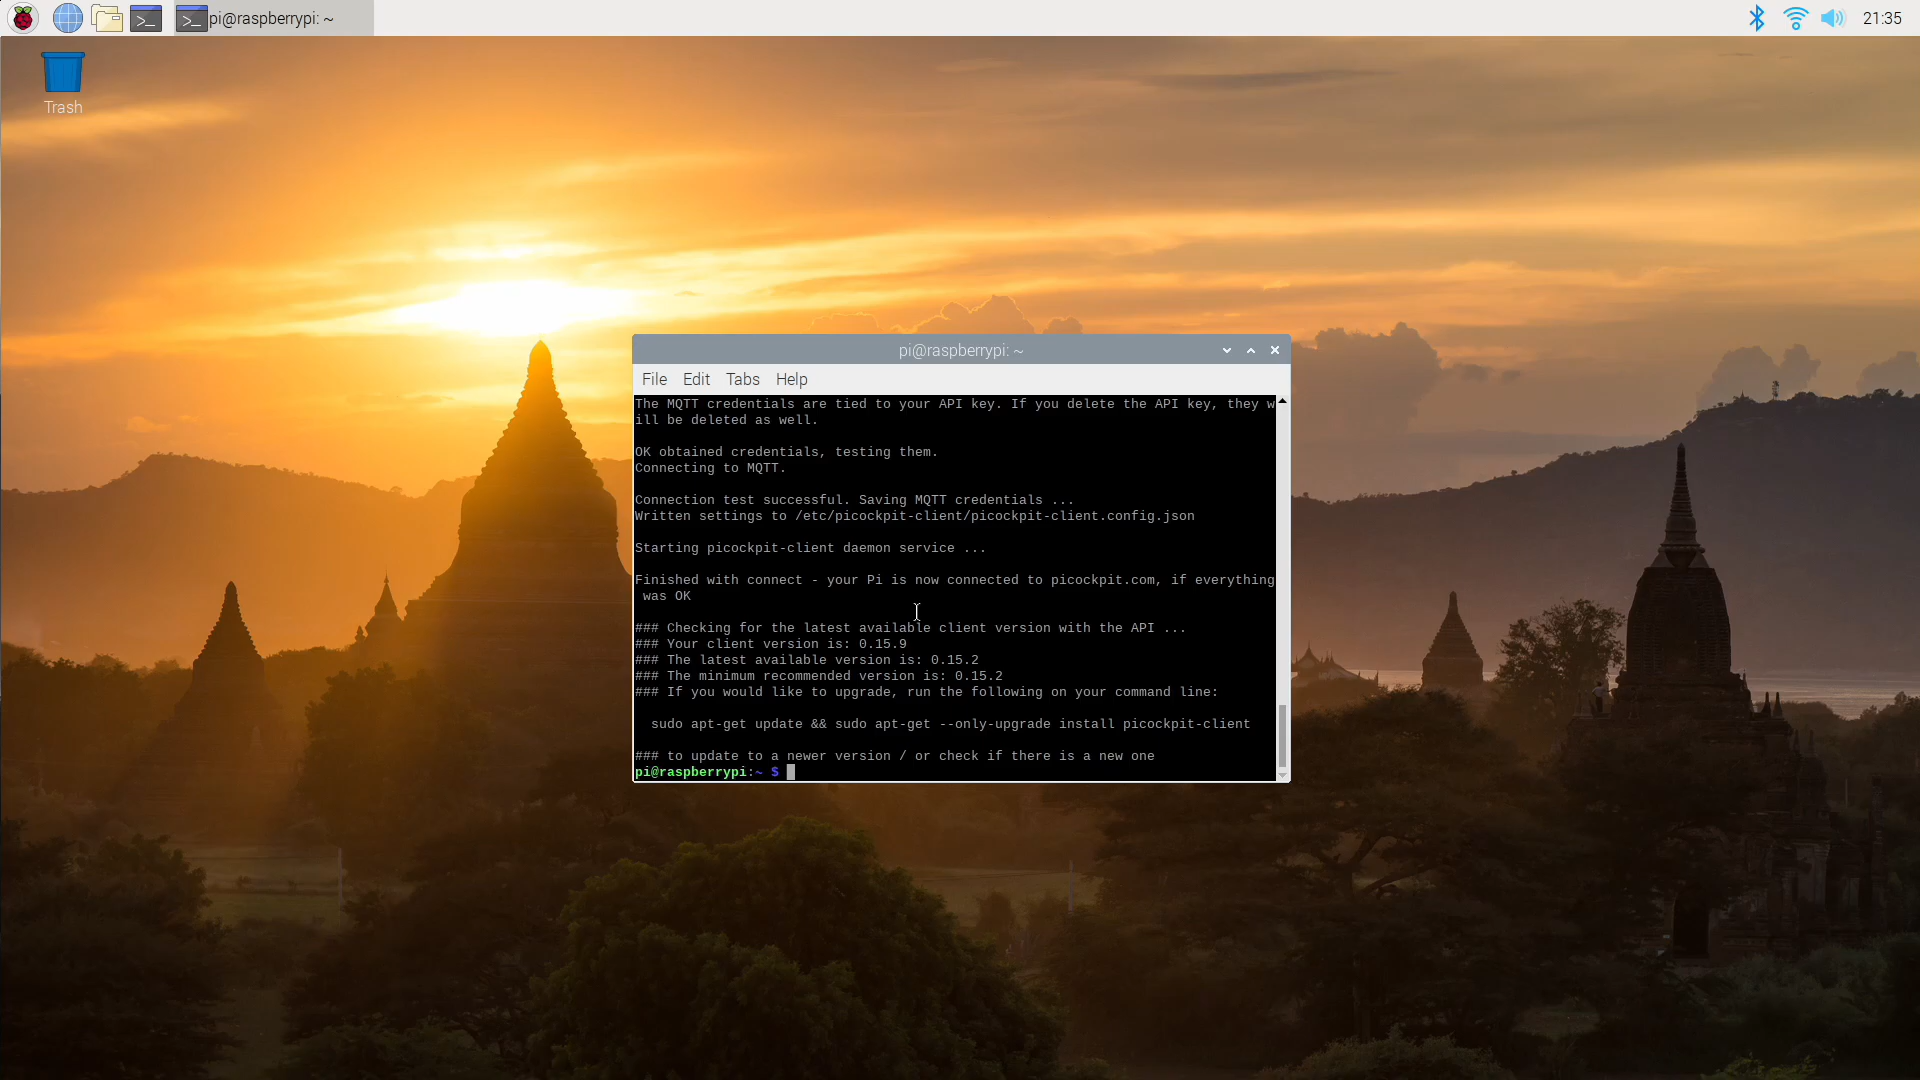 pi@raspberrypi: ~
21:35
Trash
pi@raspberrypi: ~
File Edit Tabs Help
The MQTT credentials are tied to your API key. If you delete the API key, they w
ill be deleted as well.
OK obtained credentials, testing them.
Connecting to MQTT.
Connection test successful. Saving MQTT credentials ...
Written settings to /etc/picockpit-client/picockpit-client.config.json
Starting picockpit-client daemon service ...
Finished with connect - your Pi is now connected to picockpit.com, if everything
 was OK
### Checking for the latest available client version with the API ...
### Your client version is: 0.15.9
### The latest available version is: 0.15.2
### The minimum recommended version is: 0.15.2
### If you would like to upgrade, run the following on your command line:
  sudo apt-get update && sudo apt-get --only-upgrade install picockpit-client
### to update to a newer version / or check if there is a new one
pi@raspberrypi:~ $